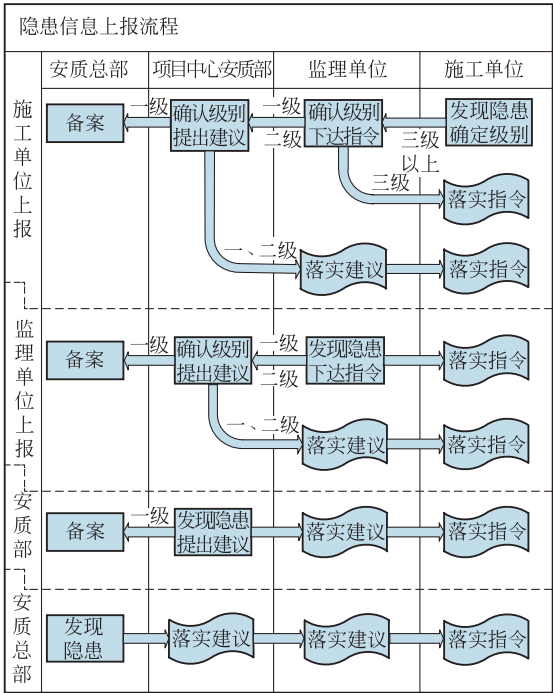 隐患信息上报流程
安质总部 项目中心安质部 监理单位 施工单位
施工单位上报
备案
一级
确认级别
提出建议
一级
二级
确认级别
下达指令
三级
以上
发现隐患
确定级别
三级
落实指令
一、二级
落实建议
落实指令
监理单位上报
备案
一级
确认级别
提出建议
一级
二级
发现隐患
下达指令
落实指令
一、二级
落实建议
落实指令
安质部
备案
一级
发现隐患
提出建议
落实建议
落实指令
安质总部
发现
隐患
落实建议
落实建议
落实指令